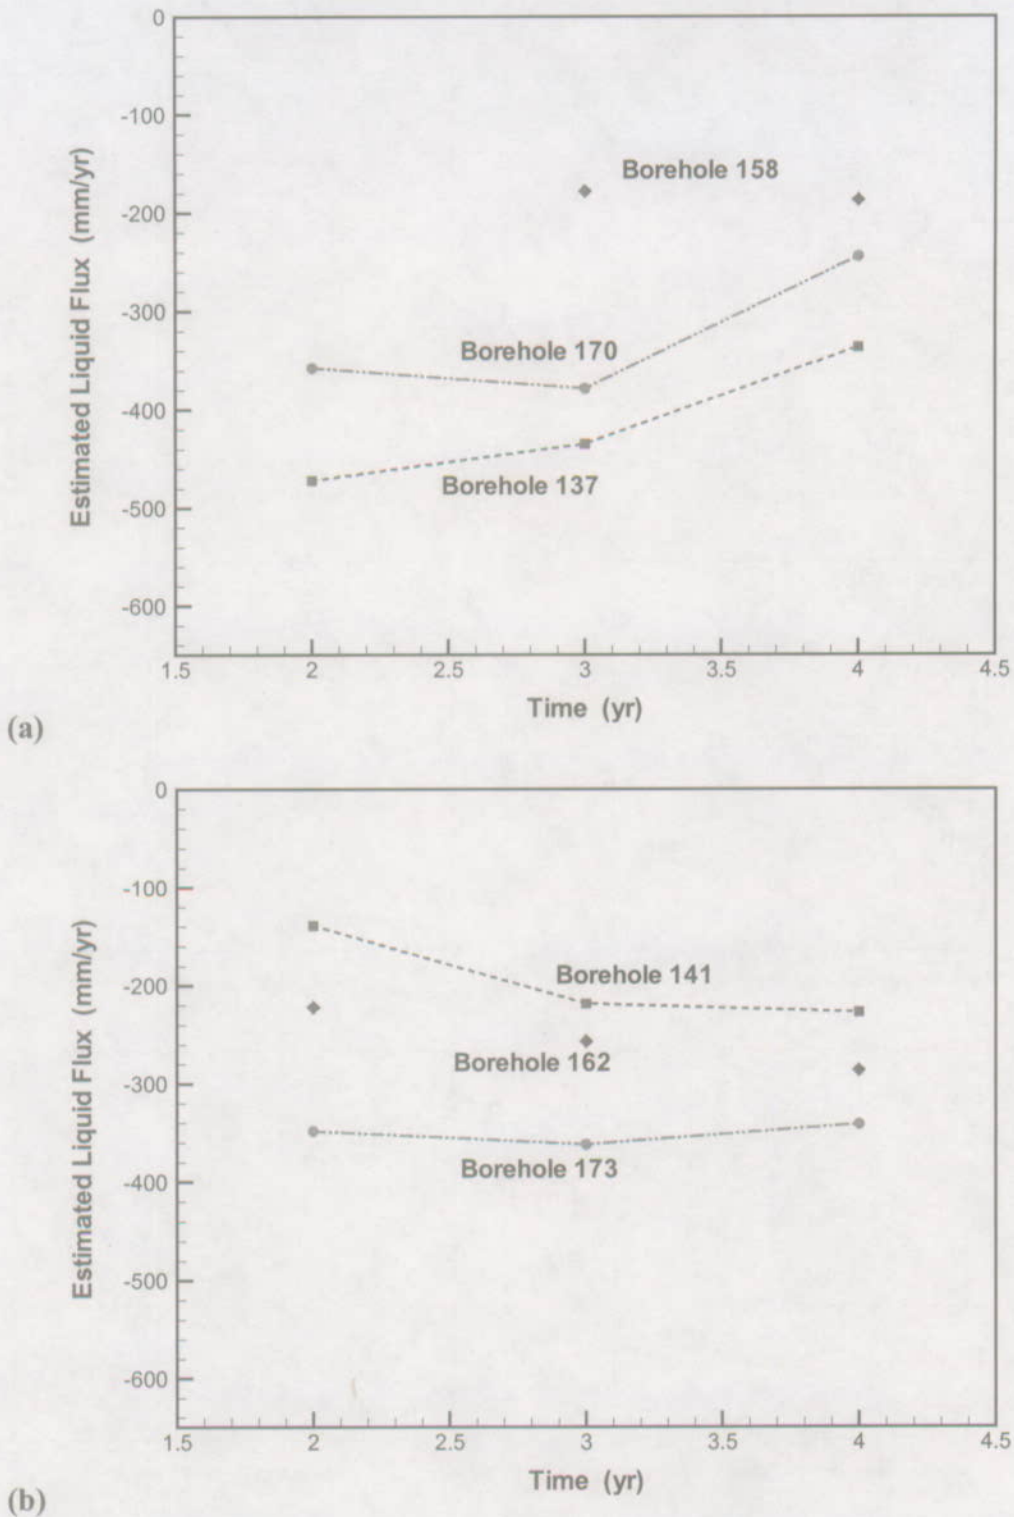 0
-100
-200
-300
-400
-500
-600
Estimated Liquid Flux (mm/yr)
Borehole 158
Borehole 170
Borehole 137
1.5 2 2.5 3 3.5 4 4.5
Time (yr)
(a)
0
-100
-200
-300
-400
-500
-600
Estimated Liquid Flux (mm/yr)
Borehole 141
Borehole 162
Borehole 173
1.5 2 2.5 3 3.5 4 4.5
Time (yr)
(b)